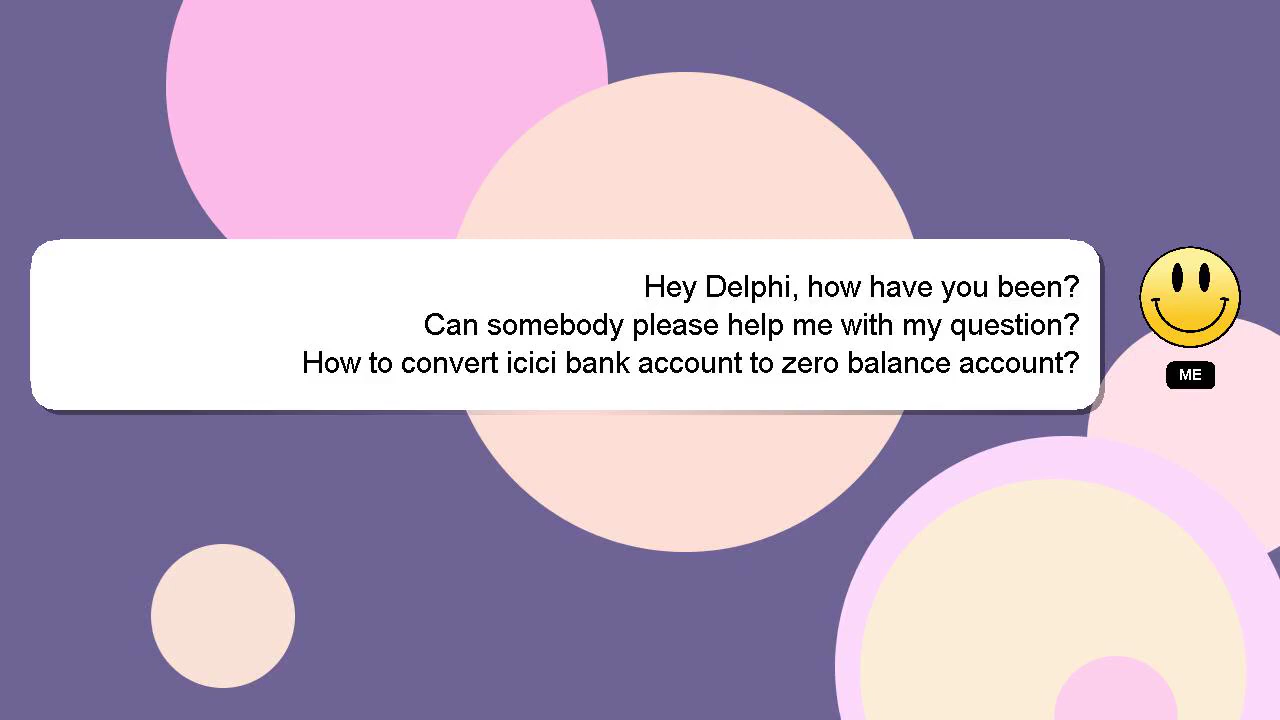 Hey Delphi, how have you been?
Can somebody please help me with my question?
How to convert icici bank account to zero balance account?
ME